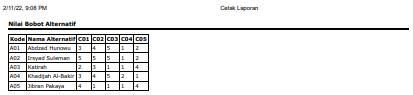 2/11/22, 9:08 PM Cetak Laporan
Nilai Bobot Alternatif
Kode Nama Alternatif C01 C02 C03 C04 C05
A01 Abdzad Hunowu 3 4 5 1 2
A02 Irsyad Suleman 5 5 5 1 2
A03 Katirah 2 3 1 1 4
A04 Khadijah Al-Bakir 3 4 5 2 1
A05 Jibran Pakaya 4 1 1 1 4